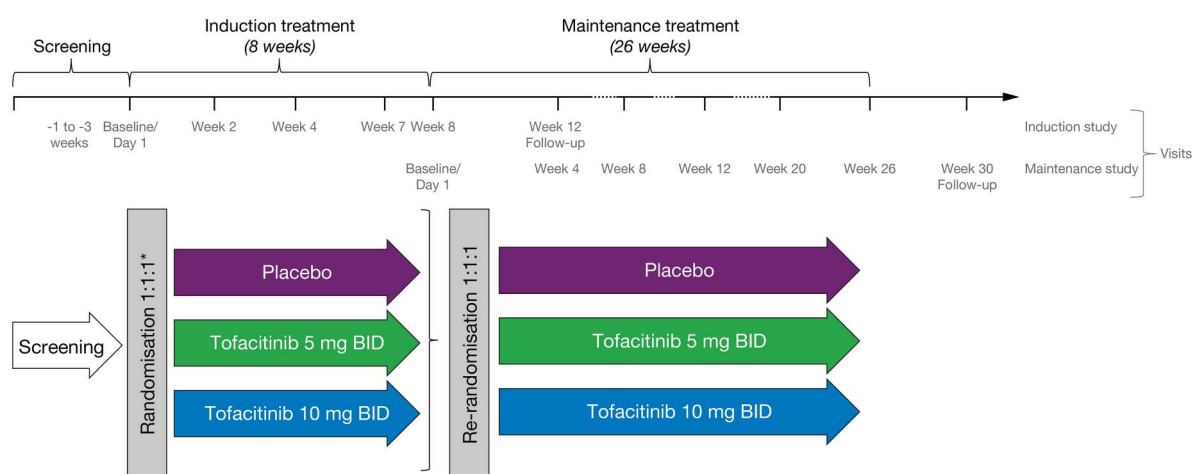 Screening
Induction treatment
(8 weeks)
Maintenance treatment
(26 weeks)
-1 to -3
weeks
Baseline/
Day 1
Week 2
Week 4
Week 7
Week 8
Week 12
Follow-up
Induction study
Baseline/
Day 1
Week 4
Week 8
Week 12
Week 20
Week 26
Week 30
Follow-up
Maintenance study
Visits
Screening
Randomisation 1:1:1*
Placebo
Tofacitinib 5 mg BID
Tofacitinib 10 mg BID
Re-randomisation 1:1:1
Placebo
Tofacitinib 5 mg BID
Tofacitinib 10 mg BID